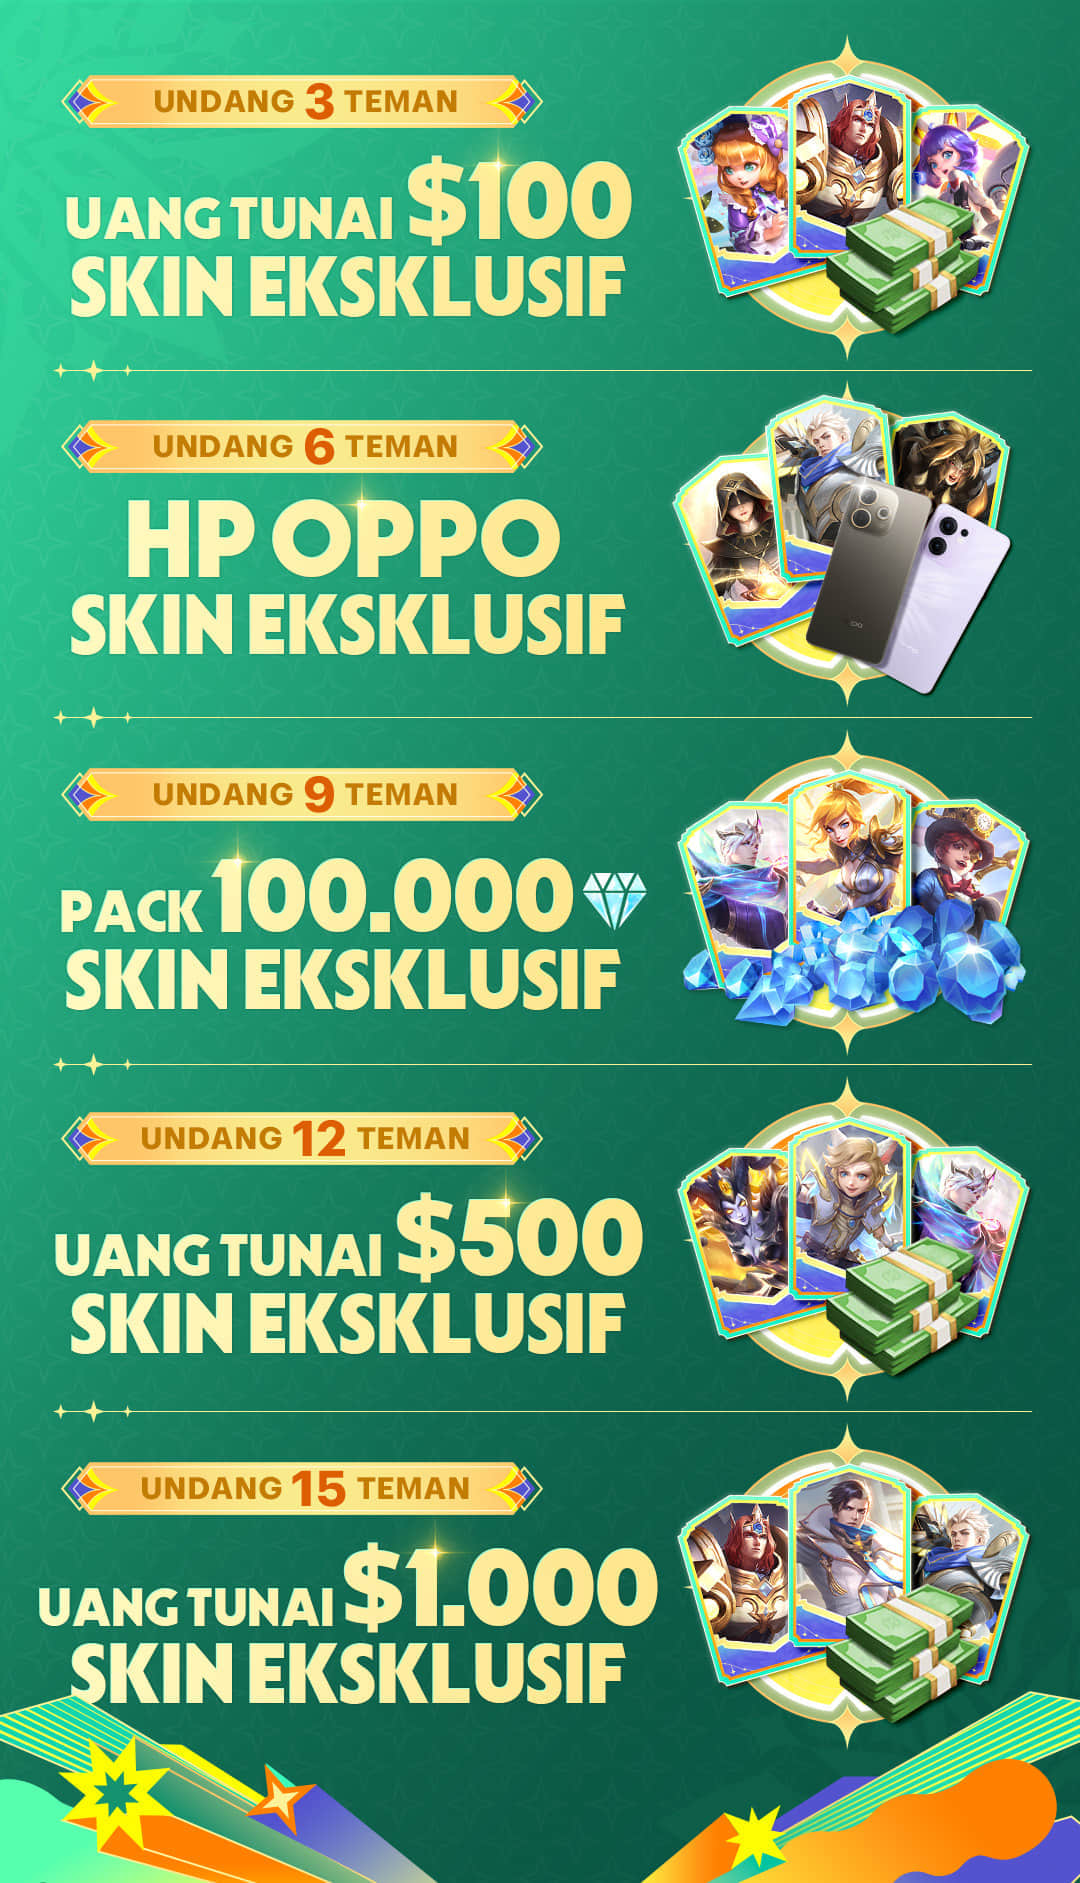 UNDANG 3 TEMAN
UANG TUNAI $100
SKIN EKSKLUSIF
UNDANG 6 TEMAN
HP OPPO
SKIN EKSKLUSIF
UNDANG 9 TEMAN
PACK 100.000
SKIN EKSKLUSIF
UNDANG 12 TEMAN
UANG TUNAI $500
SKIN EKSKLUSIF
UNDANG 15 TEMAN
UANG TUNAI $1.000
SKIN EKSKLUSIF